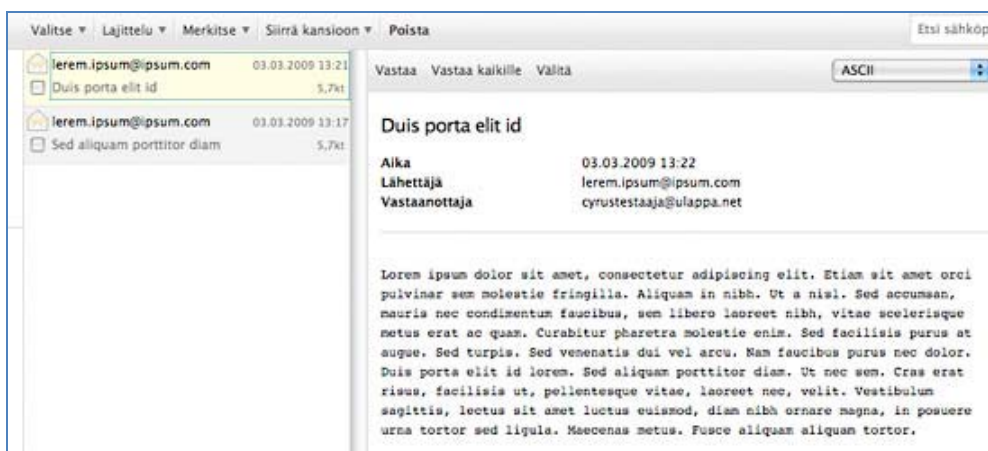 Valitse Lajittelu Merkitse Siirrä kansioon Poista
Etsi sähköp
lerem.ipsum@ipsum.com 03.03.2009 13:21
Duis porta elit id 5,7kt
lerem.ipsum@ipsum.com 03.03.2009 13:17
Sed aliquam porttitor diam 5,7kt
Vastaa Vastaa kaikille Välitä ASCII
Duis porta elit id
Aika 03.03.2009 13:22
Lähettäjä lerem.ipsum@ipsum.com
Vastaanottaja cyrustestaaja@ulappa.net
Lorem ipsum dolor sit amet, consectetur adipiscing elit. Etiam sit amet orci
pulvinar sem molestie fringilla. Aliquam in nibh. Ut a nisl. Sed accumsan,
mauris nec condimentum faucibus, sem libero laoreet nibh, vitae scelerisque
metus erat ac quam. Curabitur pharetra molestie enim. Sed facilisis purus at
augue. Sed turpis. Sed venenatis dui vel arcu. Nam faucibus purus nec dolor.
Duis porta elit id lorem. Sed aliquam porttitor diam. Ut nec sem. Cras erat
risus, facilisis ut, pellentesque vitae, laoreet nec, velit. Vestibulum
sagittis, lectus sit amet luctus euismod, diam nibh ornare magna, in posuere
urna tortor sed ligula. Maecenas metus. Fusce aliquam aliquam tortor.